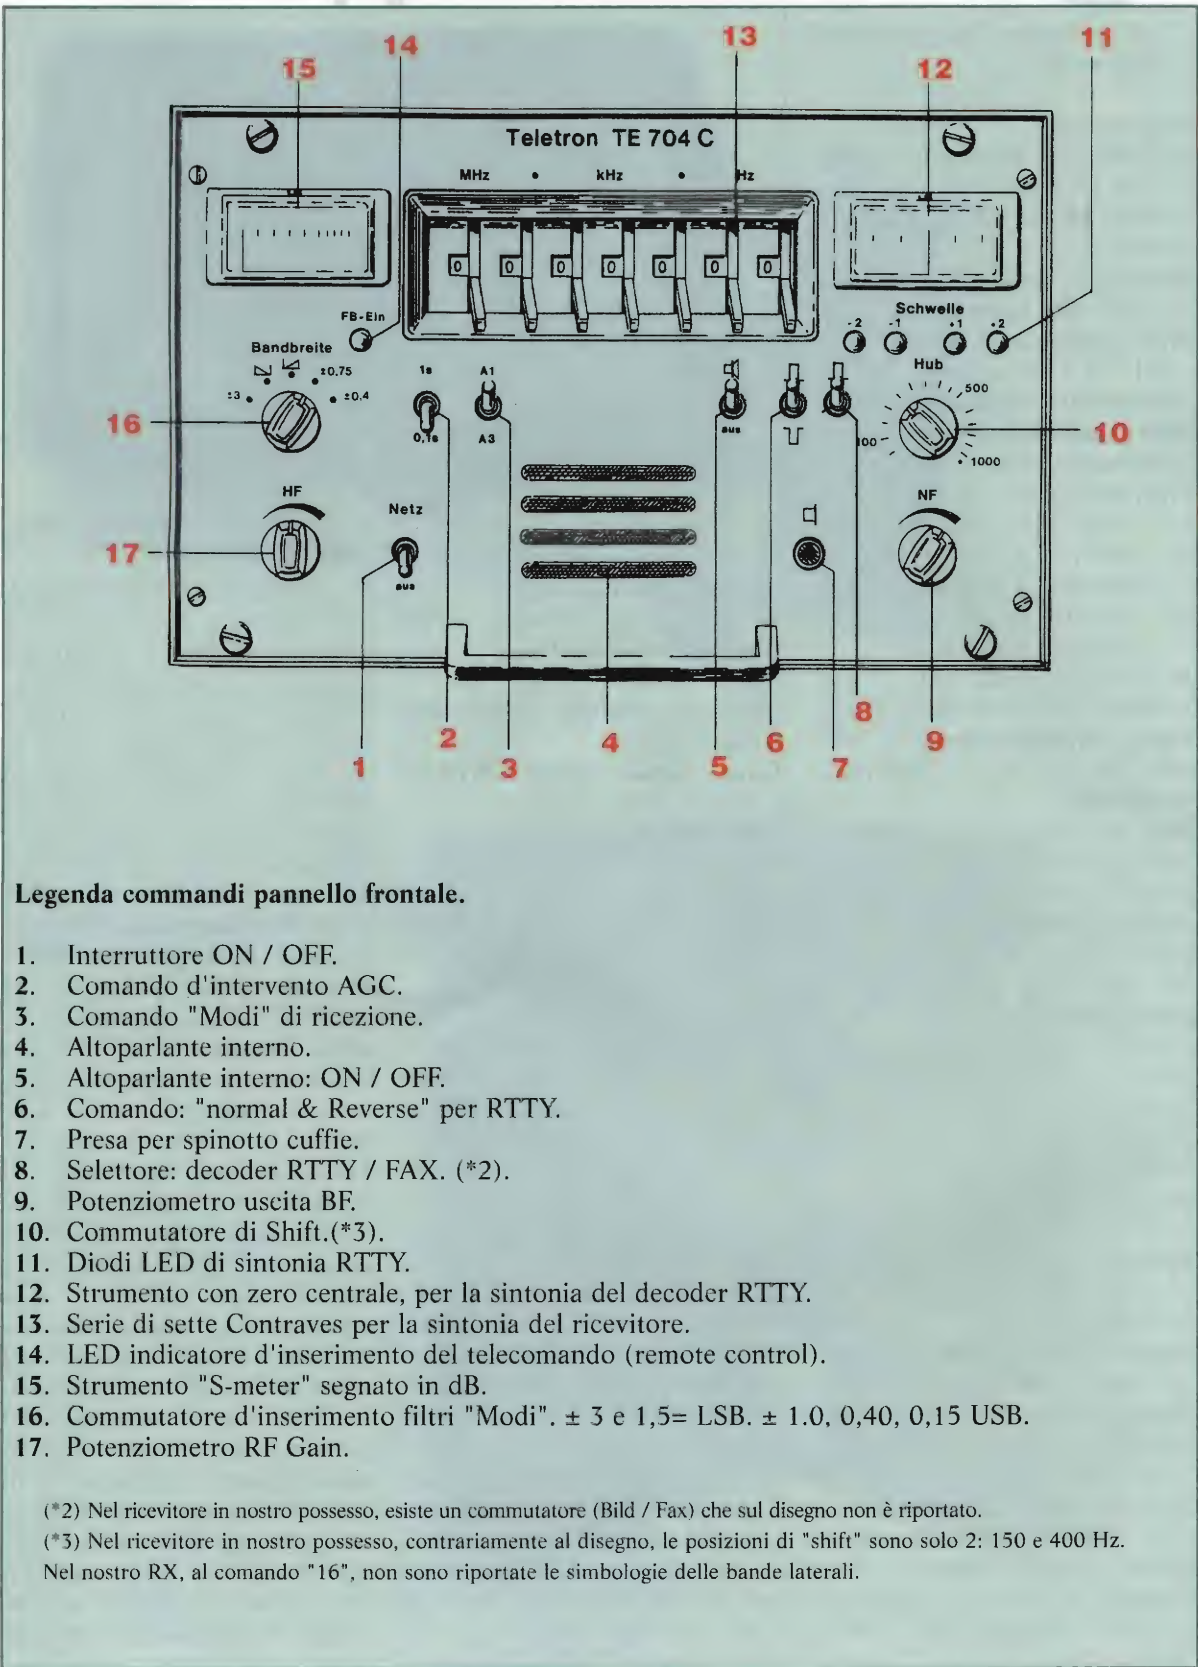 14
13
11
15
12
Teletron TE 704 C
MHz • kHz • Hz
0 0 0 0 0 0 0
FB-Ein
Schwelle
-2 -1 +1 +2
Bandbreite
±3 ±0.75 ±0.4
1s
0,1s
A1
A3
aus
Hub
100 500 1000
16
10
HF
Netz
aus
NF
17
8
2
4
6
9
1
3
5
7
Legenda commandi pannello frontale.
1. Interruttore ON / OFF.
2. Comando d'intervento AGC.
3. Comando "Modi" di ricezione.
4. Altoparlante interno.
5. Altoparlante interno: ON / OFF.
6. Comando: "normal & Reverse" per RTTY.
7. Presa per spinotto cuffie.
8. Selettore: decoder RTTY / FAX. (*2).
9. Potenziometro uscita BF.
10. Commutatore di Shift.(*3).
11. Diodi LED di sintonia RTTY.
12. Strumento con zero centrale, per la sintonia del decoder RTTY.
13. Serie di sette Contraves per la sintonia del ricevitore.
14. LED indicatore d'inserimento del telecomando (remote control).
15. Strumento "S-meter" segnato in dB.
16. Commutatore d'inserimento filtri "Modi". ± 3 e 1,5= LSB. ± 1.0, 0,40, 0,15 USB.
17. Potenziometro RF Gain.
(*2) Nel ricevitore in nostro possesso, esiste un commutatore (Bild / Fax) che sul disegno non è riportato.
(*3) Nel ricevitore in nostro possesso, contrariamente al disegno, le posizioni di "shift" sono solo 2: 150 e 400 Hz.
Nel nostro RX, al comando "16", non sono riportate le simbologie delle bande laterali.